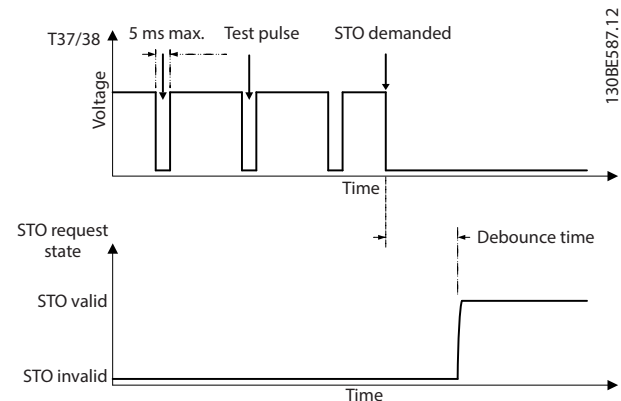 T37/38
5 ms max.
Test pulse
STO demanded
130BE587.12
Voltage
Time
STO request
state
Debounce time
STO valid
STO invalid
Time